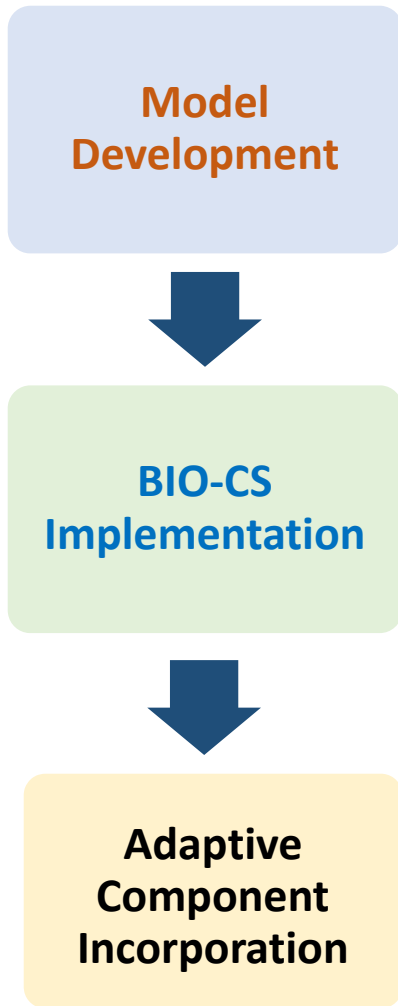 Model
Development
BIO-CS
Implementation
Adaptive
Component
Incorporation